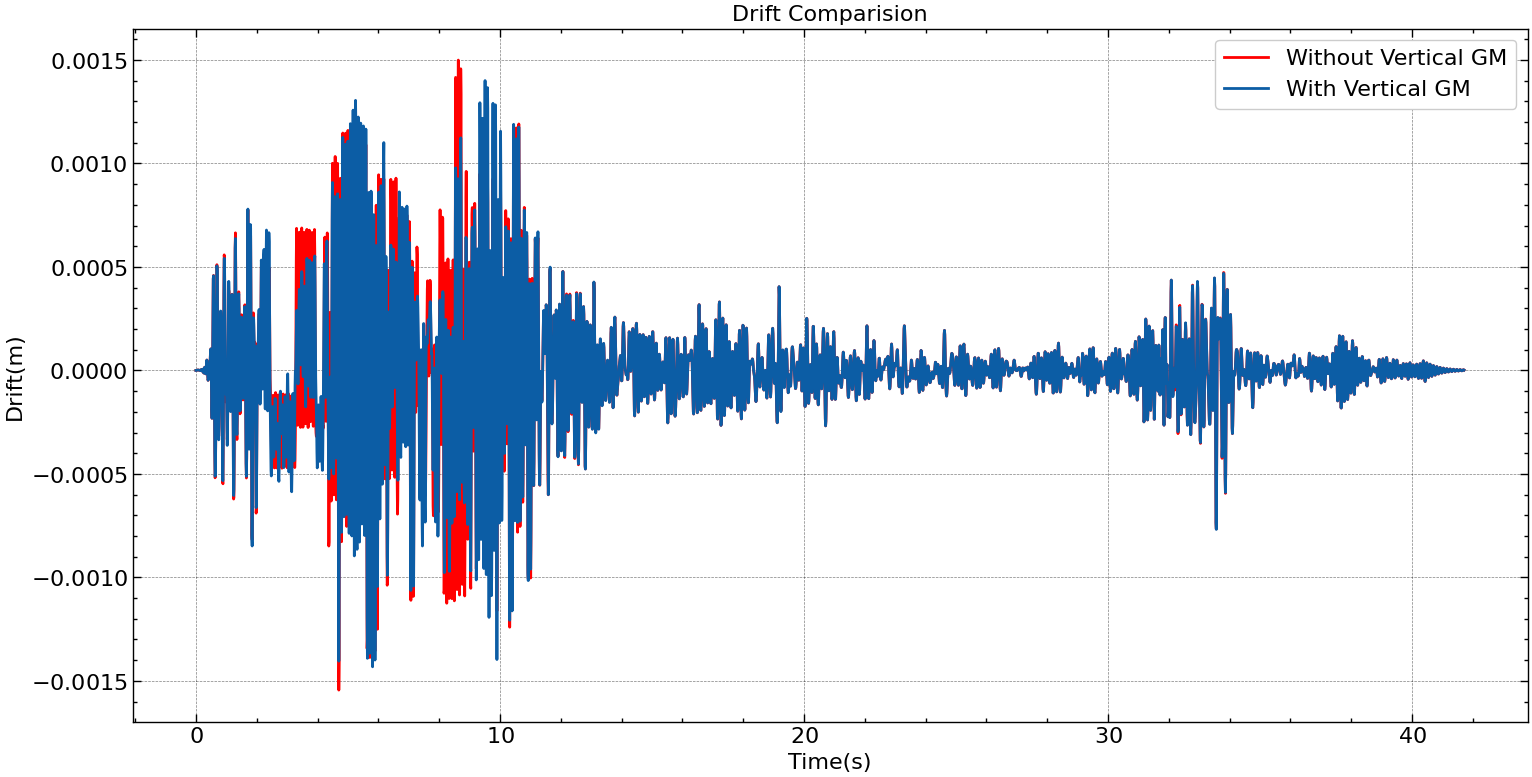 Drift Comparision
Without Vertical GM
With Vertical GM
0.0015
0.0010
0.0005
0.0000
−0.0005
−0.0010
−0.0015
Drift(m)
0 10 20 30 40
Time(s)